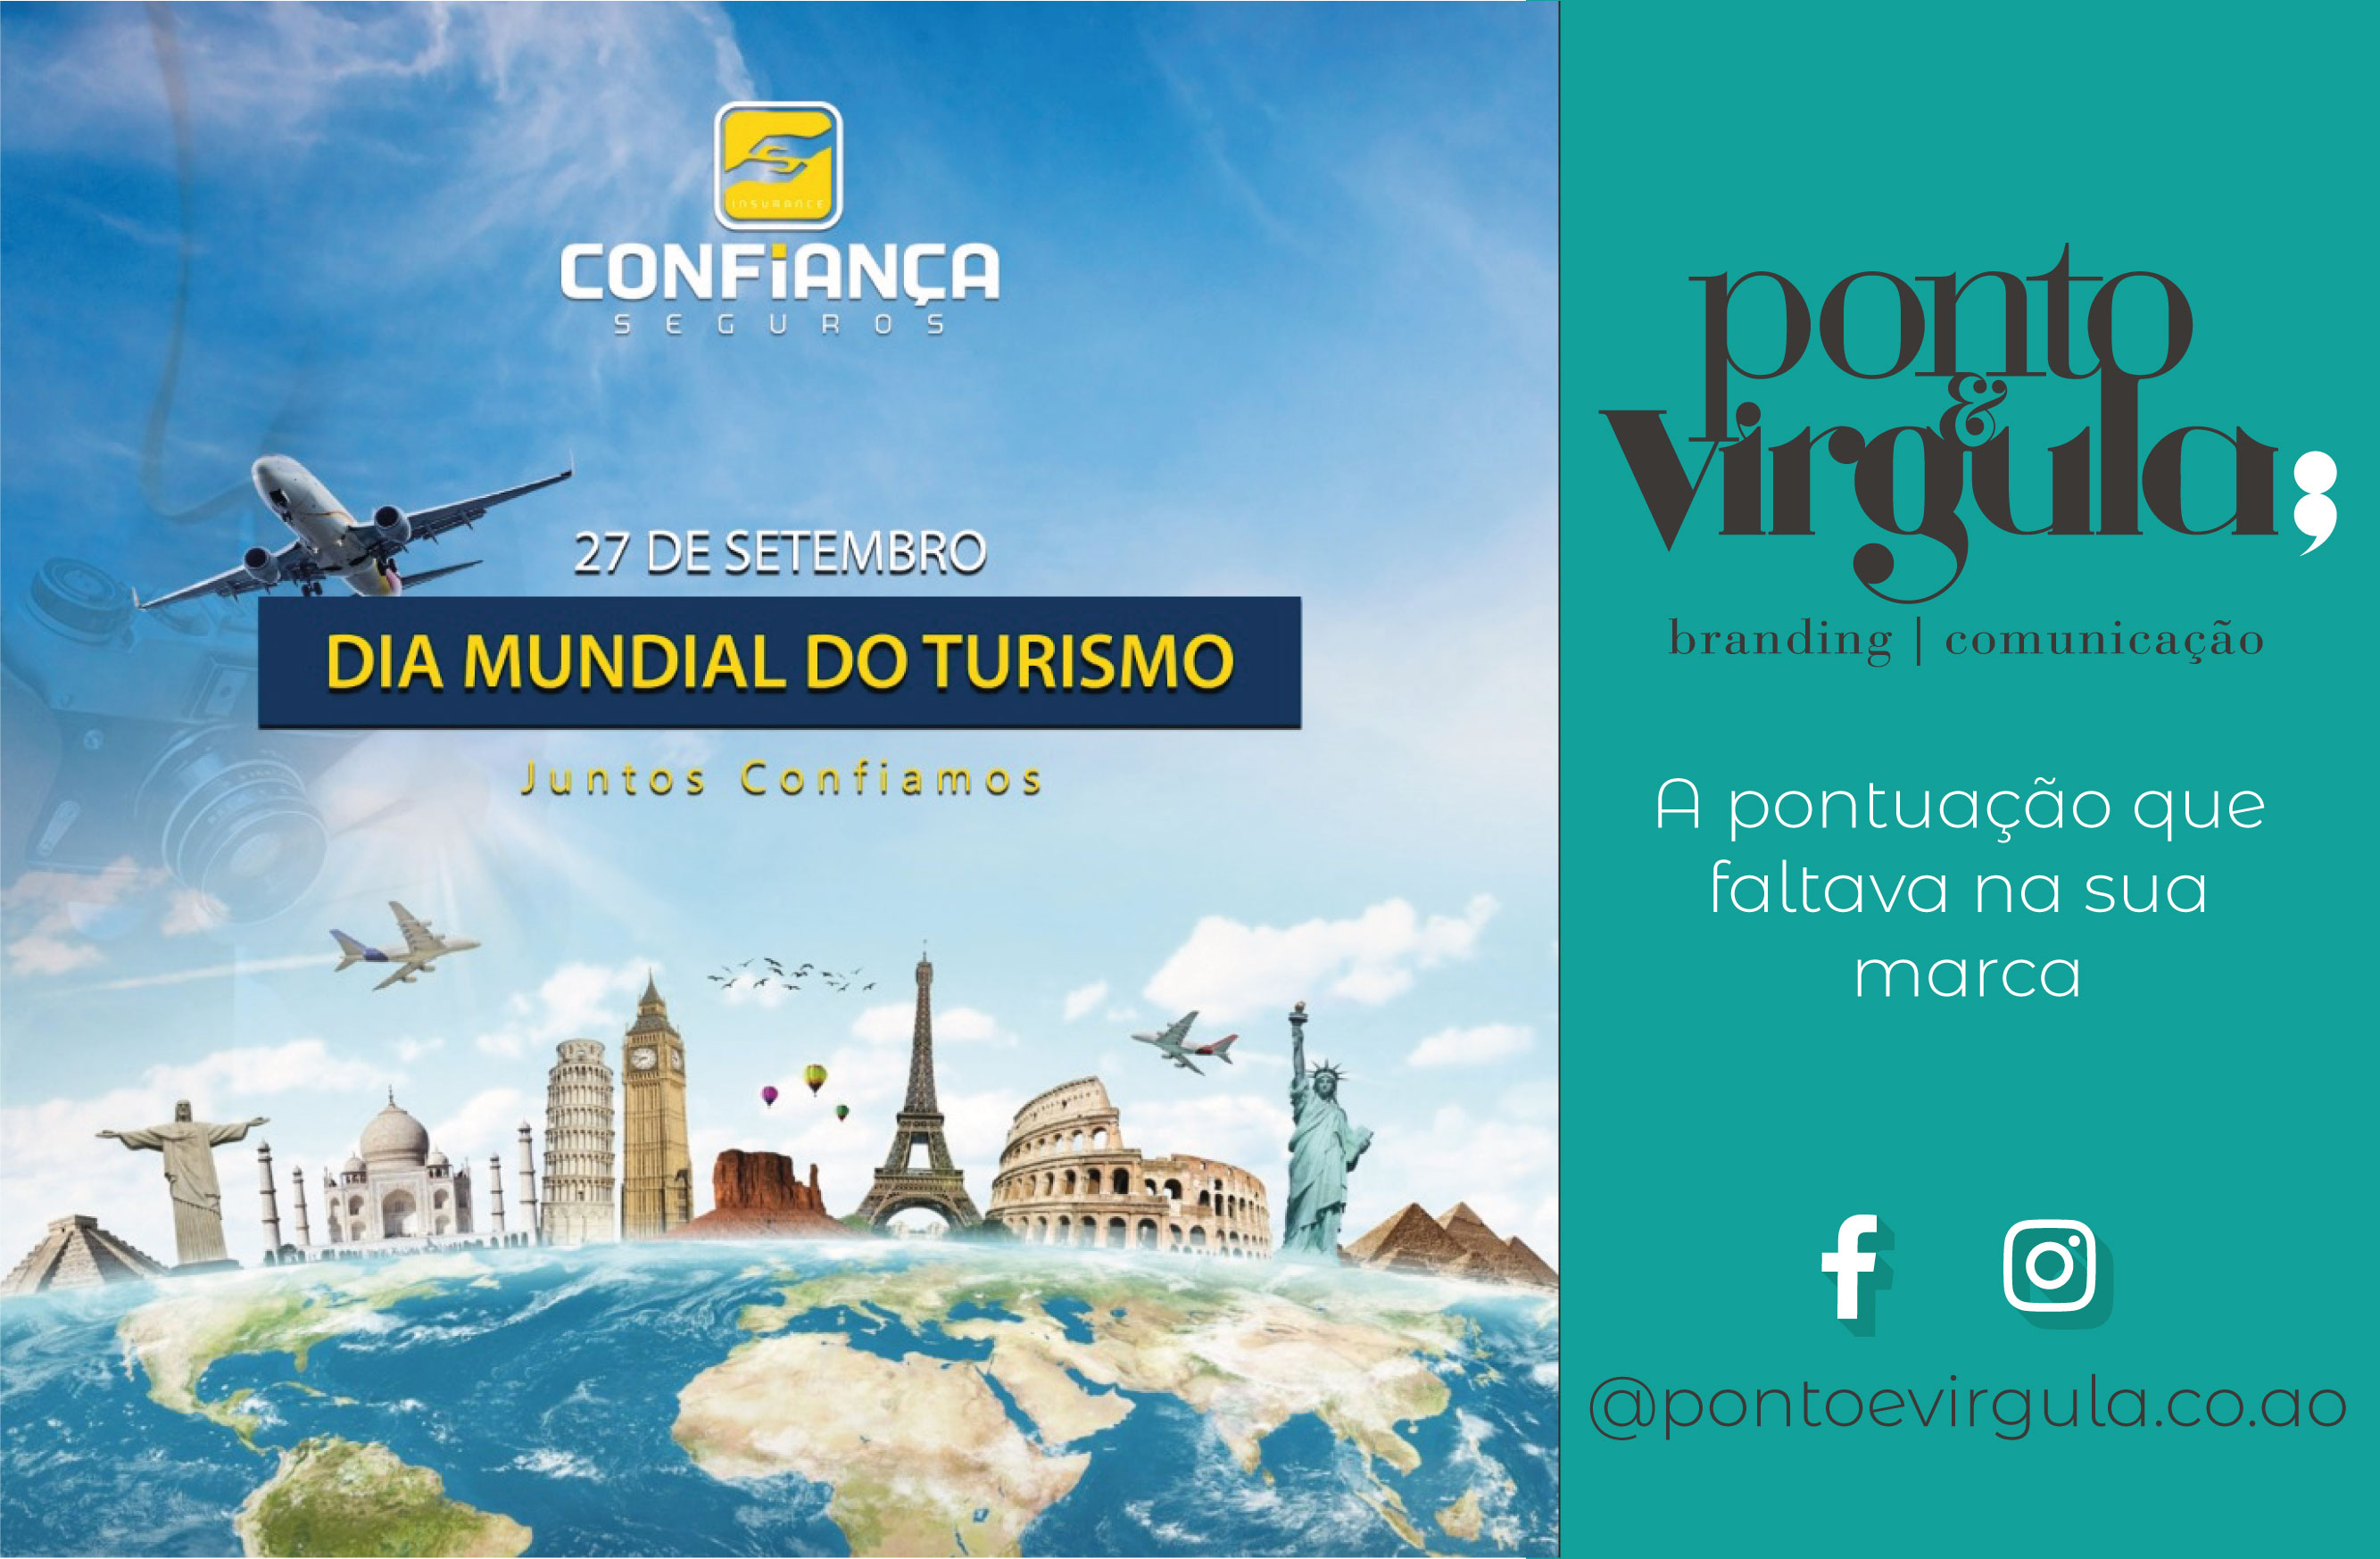 INSURANCE
CONFiANÇA
SEGUROS
27 DE SETEMBRO
DIA MUNDIAL DO TURISMO
Juntos Confiamos
ponto
&
virgula;
branding | comunicação
A pontuação que
faltava na sua
marca
@pontoevirgula.co.ao